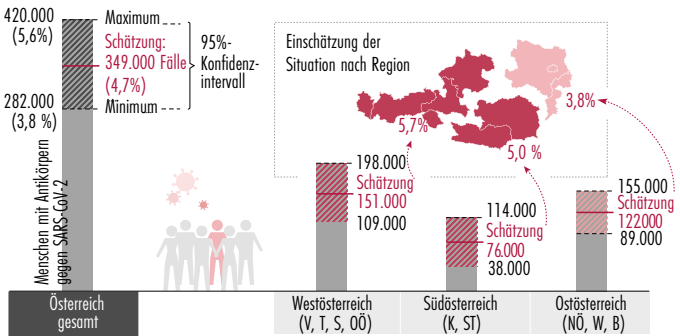 420.000
(5,6%)
Maximum
Schätzung:
349.000 Fälle
(4,7%)
95%-
Konfidenz-
intervall
282.000
(3,8 %)
Minimum
Menschen mit Antikörpern
gegen SARS-CoV-2
Österreich
gesamt
Einschätzung der
Situation nach Region
5,7%
5,0 %
3,8%
198.000
Schätzung
151.000
109.000
Westösterreich
(V, T, S, OÖ)
114.000
Schätzung
76.000
38.000
Südösterreich
(K, ST)
155.000
Schätzung
122.000
89.000
Ostösterreich
(NÖ, W, B)